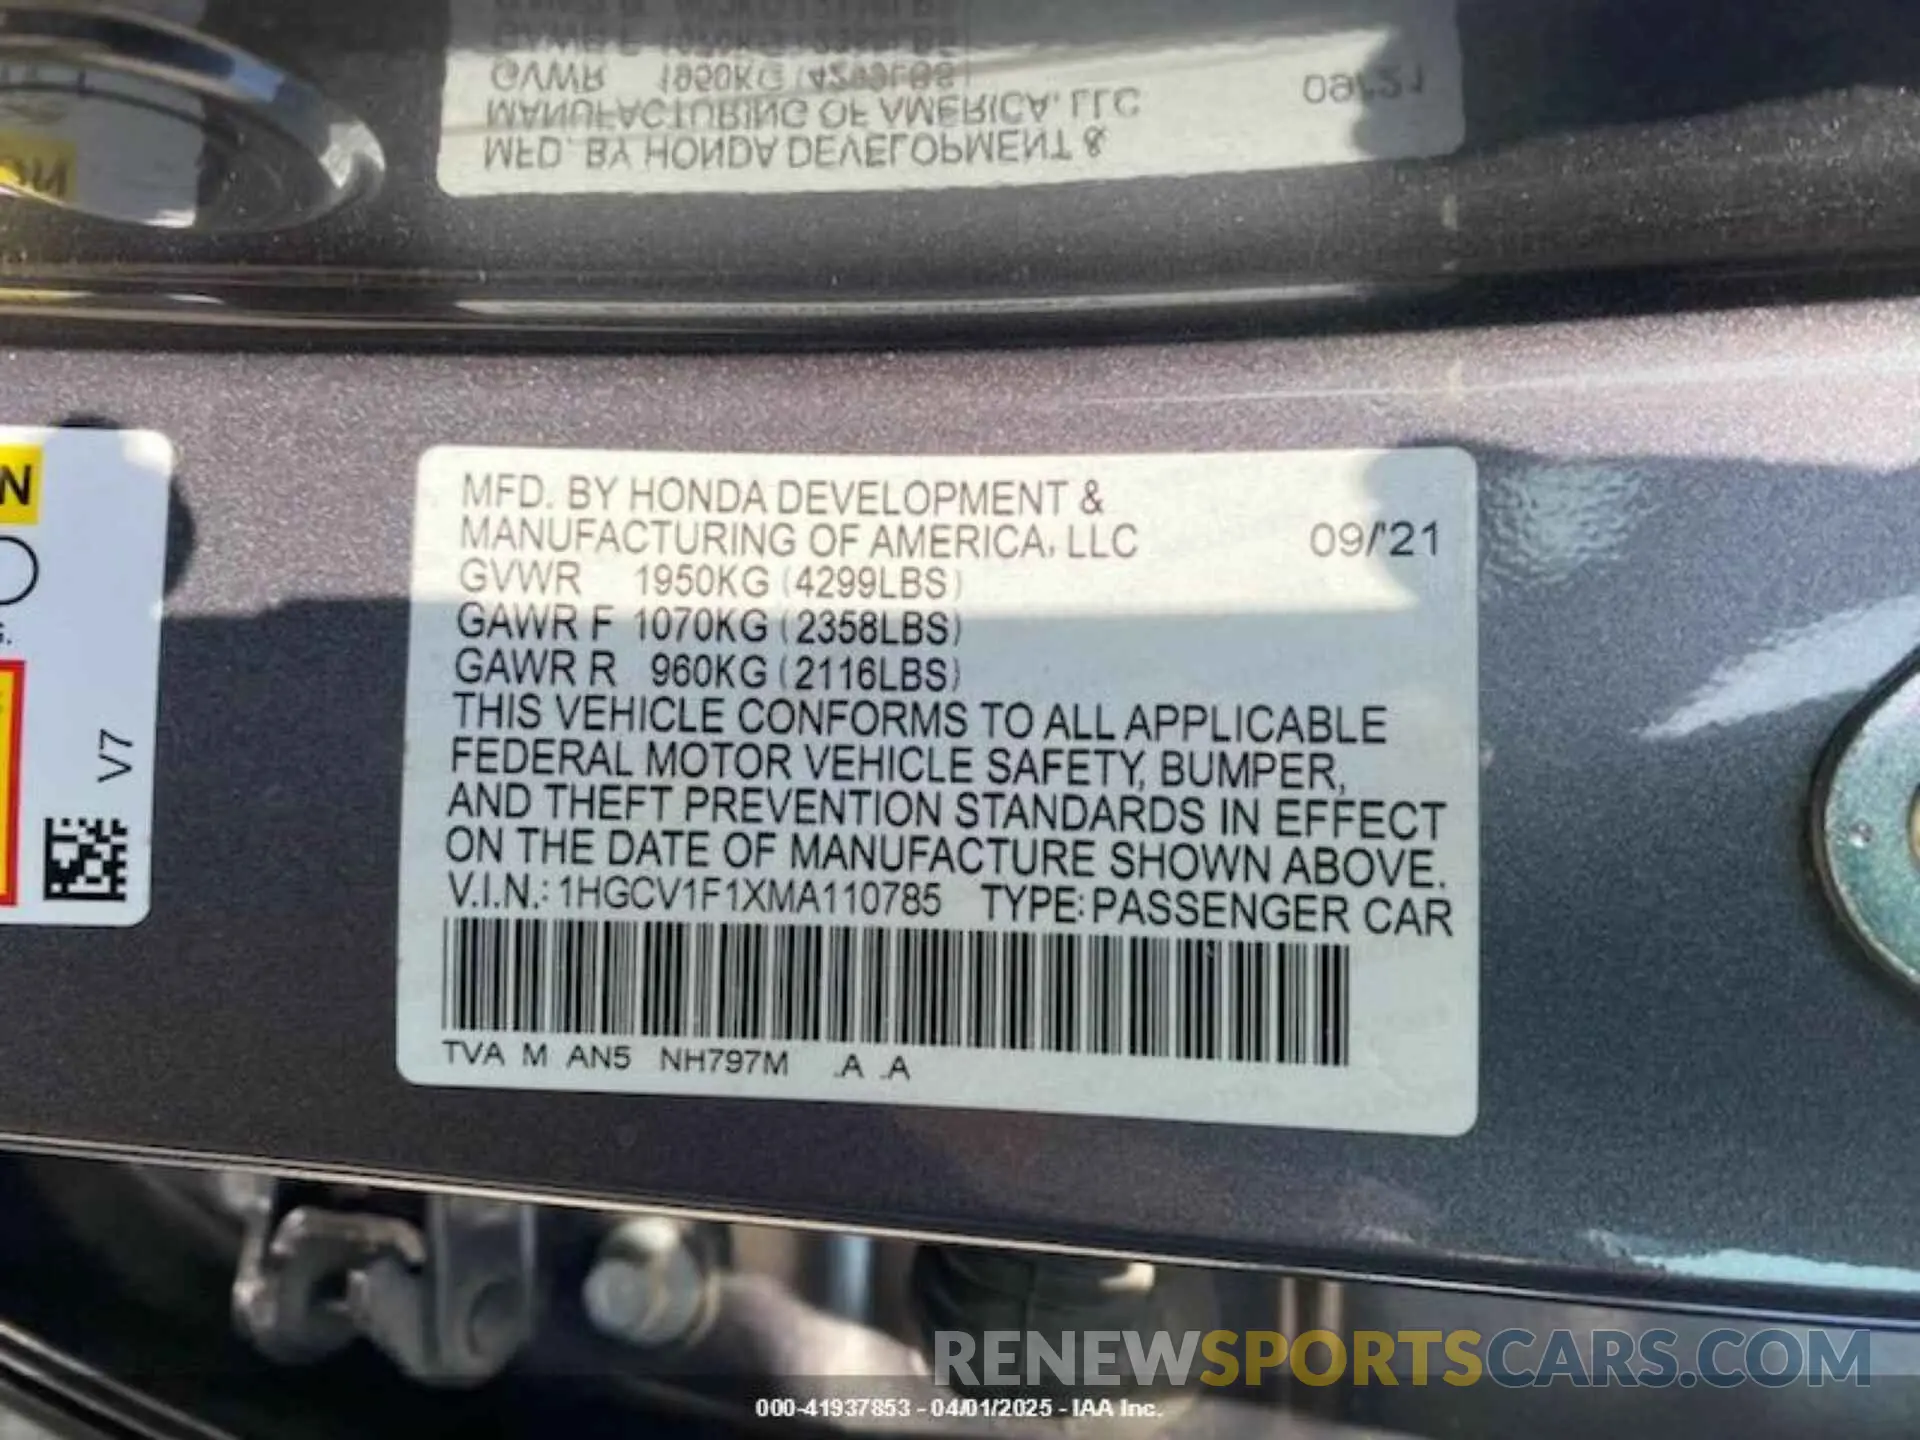 MFD. BY HONDA DEVELOPMENT &
MANUFACTURING OF AMERICA, LLC 09/'21
GVWR 1950KG (4299LBS)
GAWR F 1070KG (2358LBS)
GAWR R 960KG (2116LBS)
THIS VEHICLE CONFORMS TO ALL APPLICABLE
FEDERAL MOTOR VEHICLE SAFETY, BUMPER,
AND THEFT PREVENTION STANDARDS IN EFFECT
ON THE DATE OF MANUFACTURE SHOWN ABOVE.
V.I.N.: 1HGCV1F1XMA110785 TYPE: PASSENGER CAR
TVA M AN5 NH797M .A .A
V7
RENEWSPORTSCARS.COM
000-41937853 - 04/01/2025 - IAA Inc.